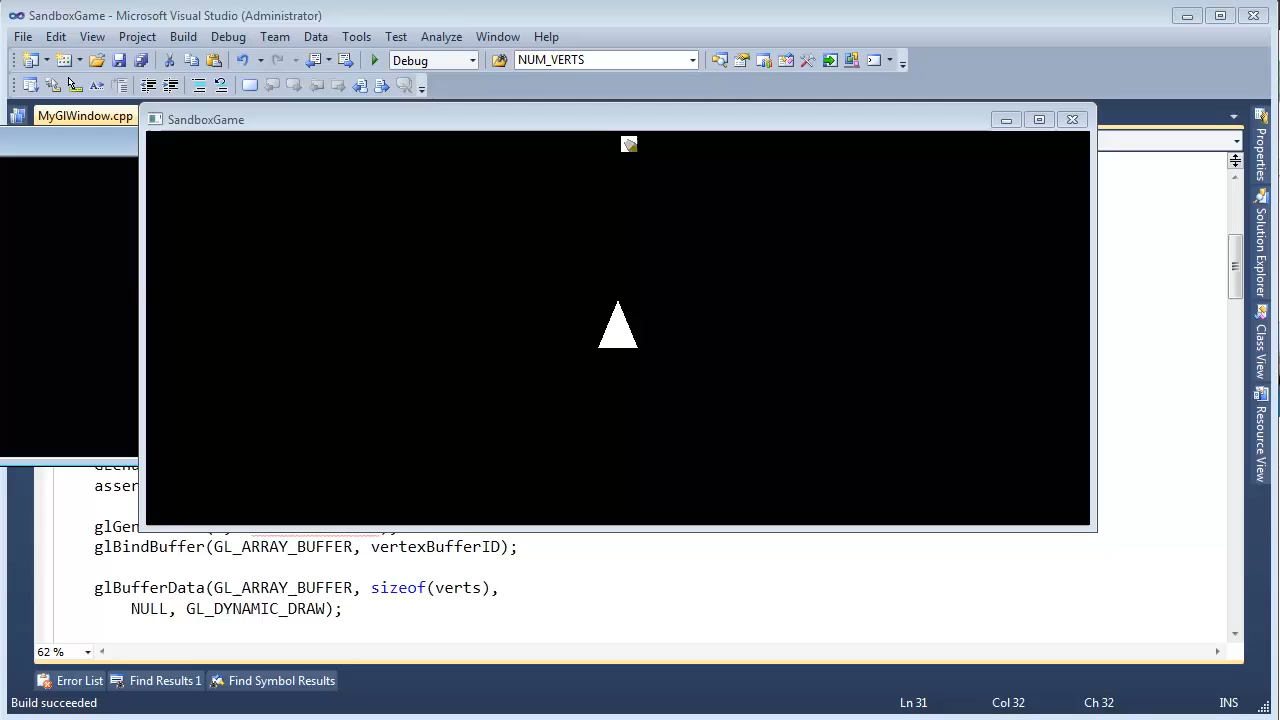 SandboxGame - Microsoft Visual Studio (Administrator)
File Edit View Project Build Debug Team Data Tools Test Analyze Window Help
Debug NUM_VERTS
MyGlWindow.cpp
SandboxGame
Properties
Solution Explorer
Class View
Resource View
asser
glGen
glBindBuffer(GL_ARRAY_BUFFER, vertexBufferID);
glBufferData(GL_ARRAY_BUFFER, sizeof(verts),
NULL, GL_DYNAMIC_DRAW);
62 %
Error List Find Results 1 Find Symbol Results
Build succeeded Ln 31 Col 32 Ch 32 INS